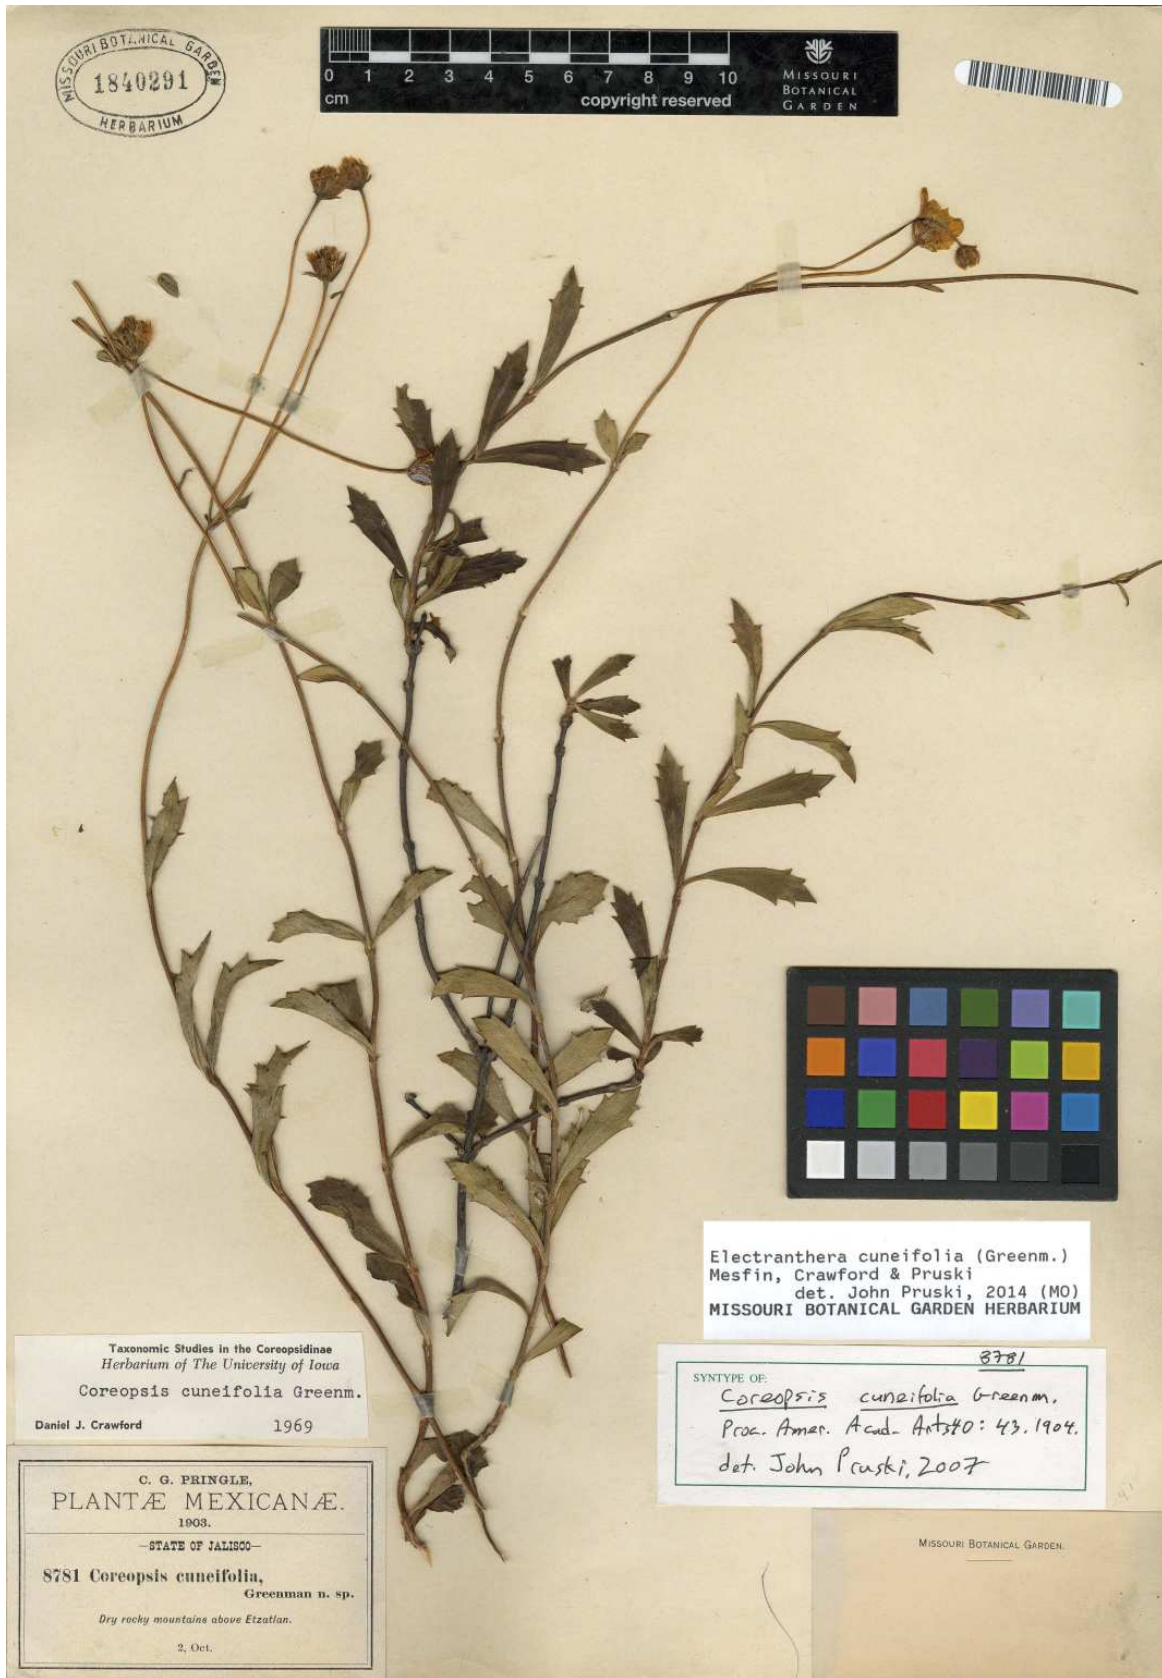 MISSOURI BOTANICAL GARDEN
1840291
HERBARIUM
0 1 2 3 4 5 6 7 8 9 10
cm
copyright reserved
MISSOURI
BOTANICAL
GARDEN
Electranthera cuneifolia (Greenm.)
Mesfin, Crawford & Pruski
det. John Pruski, 2014 (MO)
MISSOURI BOTANICAL GARDEN HERBARIUM
Taxonomic Studies in the Coreopsidinae
Herbarium of The University of Iowa
Coreopsis cuneifolia Greenm.
Daniel J. Crawford 1969
8781
SYNTYPE OF:
Coreopsis cuneifolia Greenm.
Proc. Amer. Acad. Arts 40: 43. 1904.
det. John Pruski, 2007
C. G. PRINGLE,
PLANTÆ MEXICANÆ.
1903.
—STATE OF JALISCO—
8781 Coreopsis cuneifolia,
Greenman n. sp.
Dry rocky mountains above Etzatlan.
2, Oct.
MISSOURI BOTANICAL GARDEN.